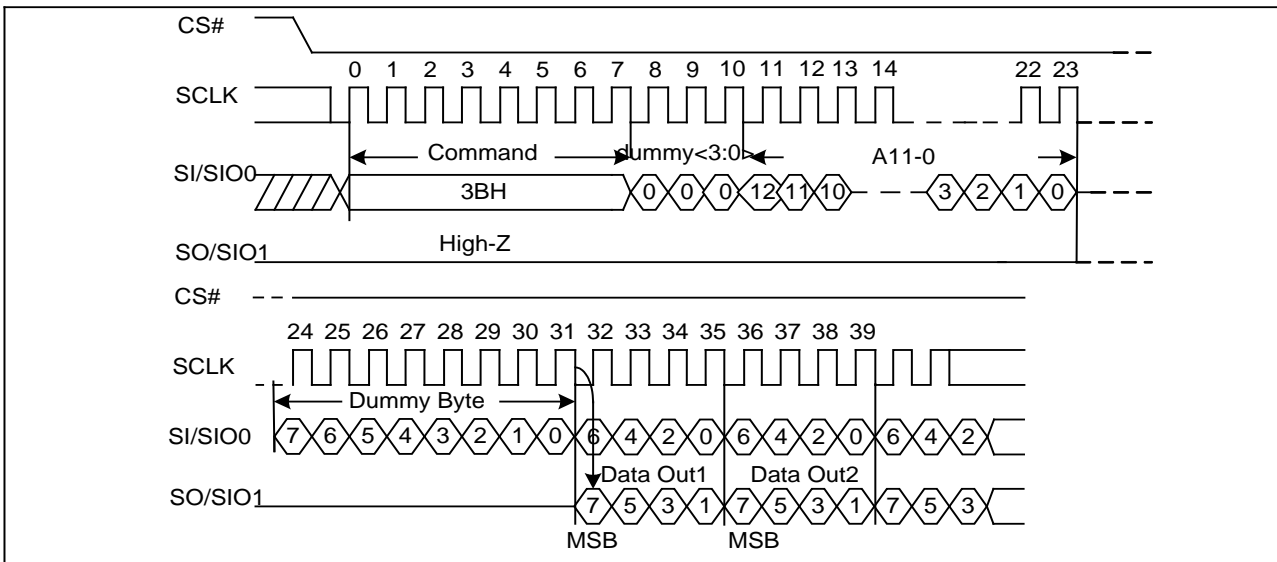 CS#
0 1 2 3 4 5 6 7 8 9 10 11 12 13 14 22 23
SCLK
Command dummy<3:0> A11-0
SI/SIO0 3BH 0 0 0 12 11 10 3 2 1 0
High-Z
SO/SIO1
CS#
24 25 26 27 28 29 30 31 32 33 34 35 36 37 38 39
SCLK
Dummy Byte
SI/SIO0 7 6 5 4 3 2 1 0 6 4 2 0 6 4 2 0 6 4 2
Data Out1 Data Out2
SO/SIO1 7 5 3 1 7 5 3 1 7 5 3
MSB MSB